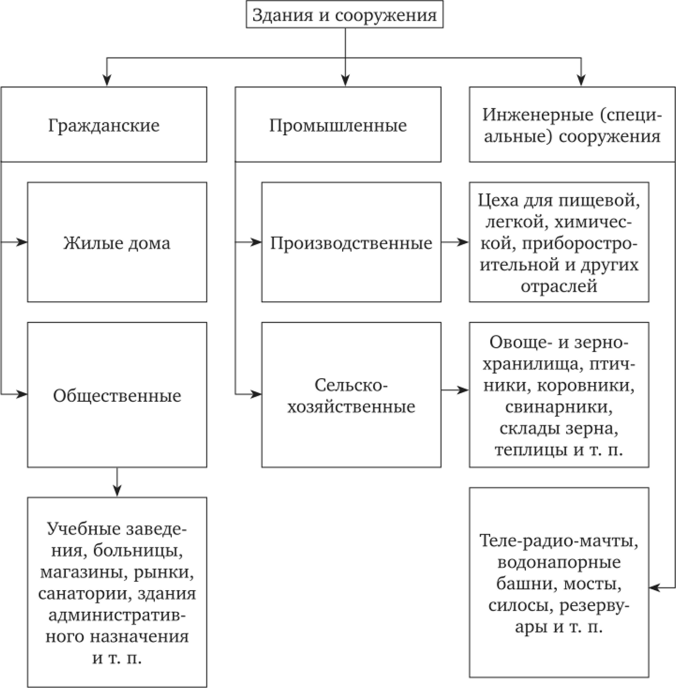 Здания и сооружения
Гражданские
Промышленные
Инженерные (специ-
альные) сооружения
Жилые дома
Производственные
Цеха для пищевой,
легкой, химичес-
кой, приборостро-
ительной и других
отраслей
Общественные
Сельско-
хозяйственные
Овоще- и зерно-
хранилища, птич-
ники, коровники,
свинарники,
склады зерна,
теплицы и т. п.
Учебные заведе-
ния, больницы,
магазины, рынки,
санатории, здания
административ-
ного назначения
и т. п.
Теле-радио-мачты,
водонапорные
башни, мосты,
силосы, резерву-
ары и т. п.